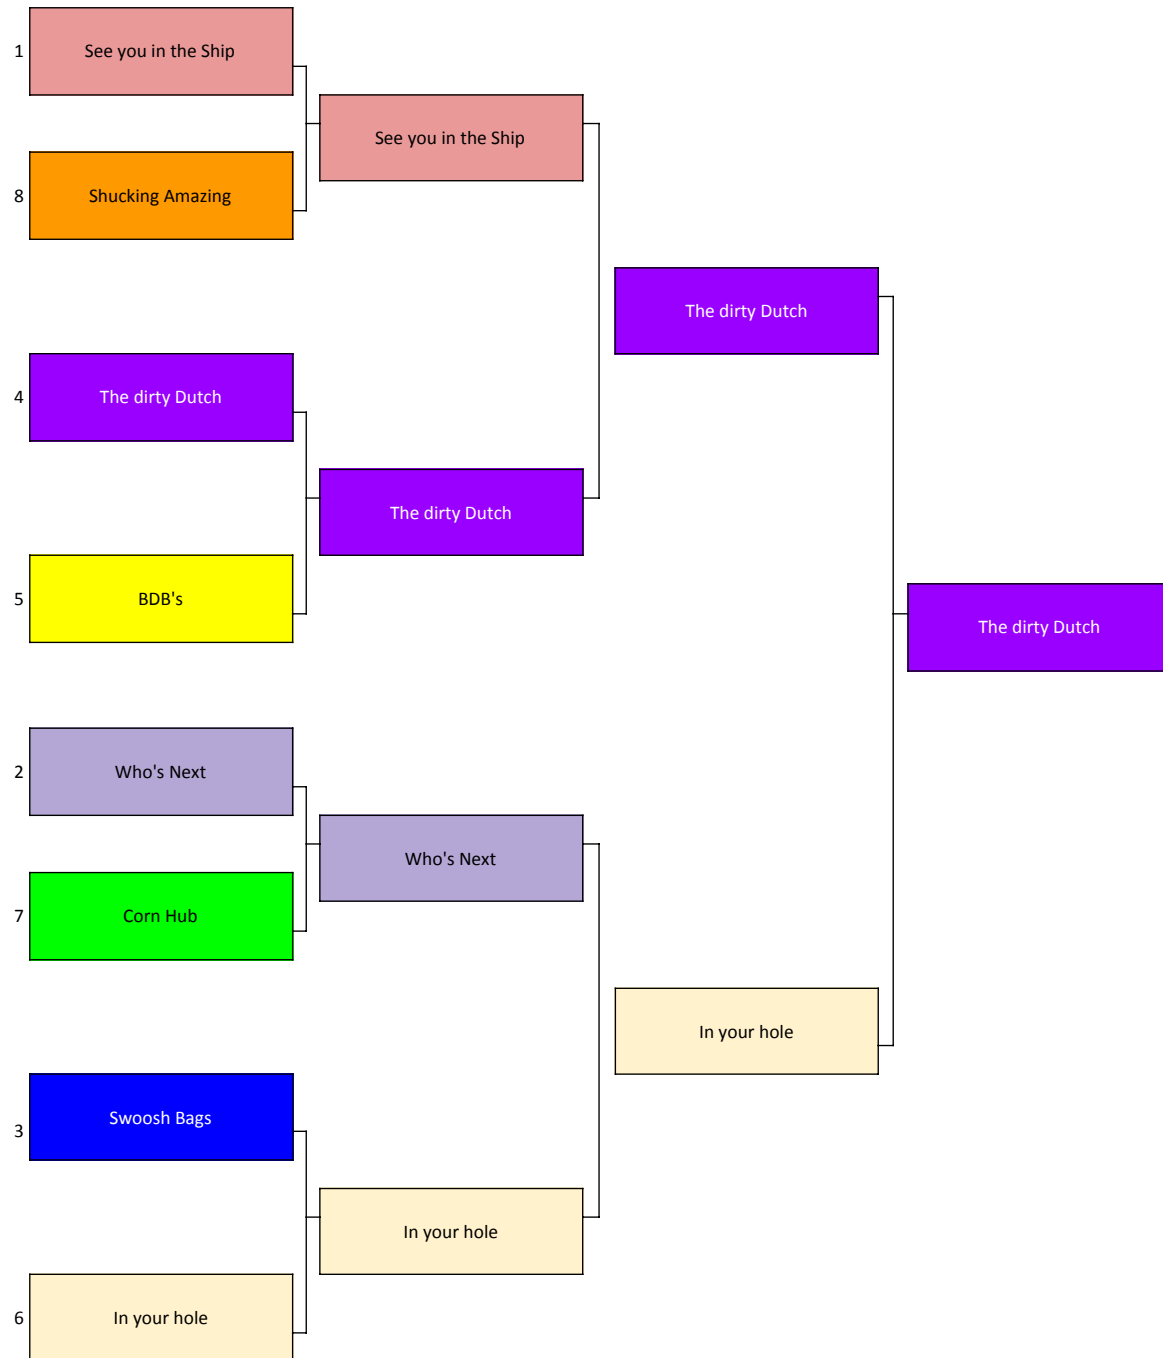 1 See you in the Ship
See you in the Ship
8 Shucking Amazing
The dirty Dutch
4 The dirty Dutch
The dirty Dutch
5 BDB's
The dirty Dutch
2 Who's Next
Who's Next
7 Corn Hub
In your hole
3 Swoosh Bags
In your hole
6 In your hole